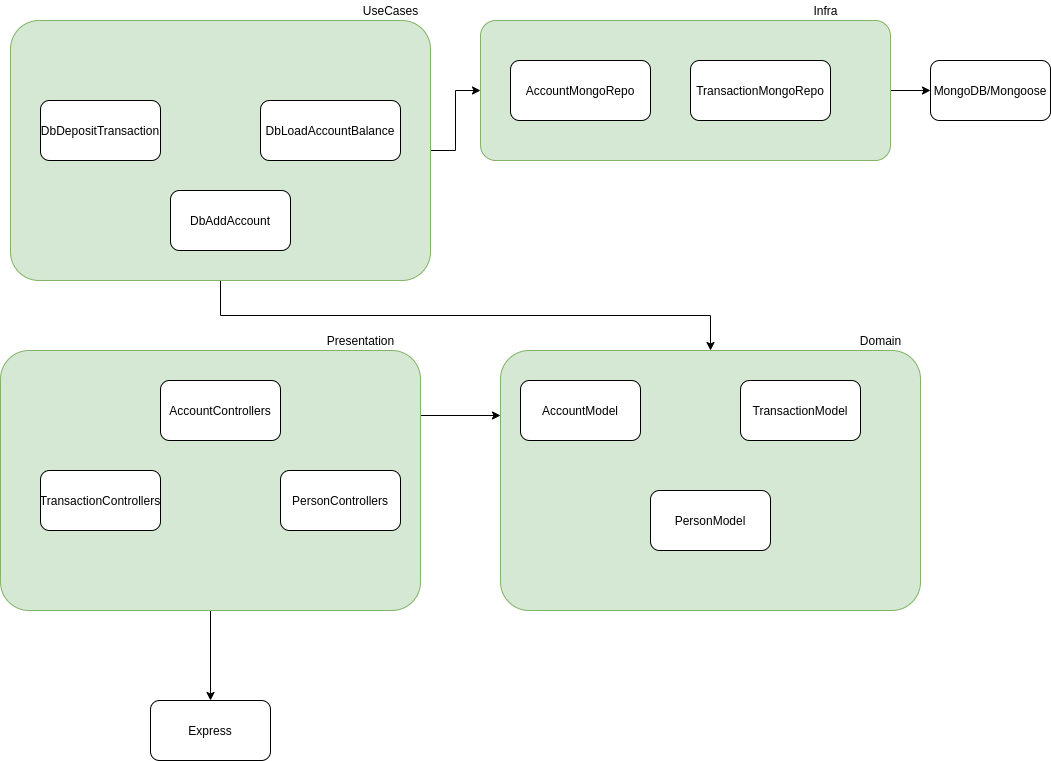 UseCases
DbDepositTransaction
DbLoadAccountBalance
DbAddAccount
Infra
AccountMongoRepo
TransactionMongoRepo
MongoDB/Mongoose
Presentation
AccountControllers
TransactionControllers
PersonControllers
Domain
AccountModel
TransactionModel
PersonModel
Express